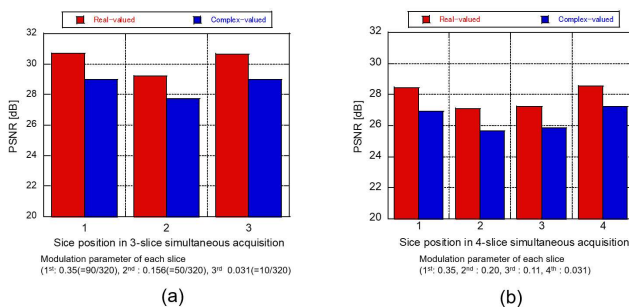 Real-valued Complex-valued
32
30
28
26
24
22
20
PSNR [dB]
1 2 3
Sice position in 3-slice simultaneous acquisition
Modulation parameter of each slice
(1st: 0.35(=90/320), 2nd : 0.156(=50/320), 3rd 0.031(=10/320)
(a)
Real-valued Complex-valued
32
30
28
26
24
22
20
PSNR [dB]
1 2 3 4
Sice position in 4-slice simultaneous acquisition
Modulation parameter of each slice
(1st: 0.35, 2nd : 0.20, 3rd : 0.11, 4th : 0.031)
(b)